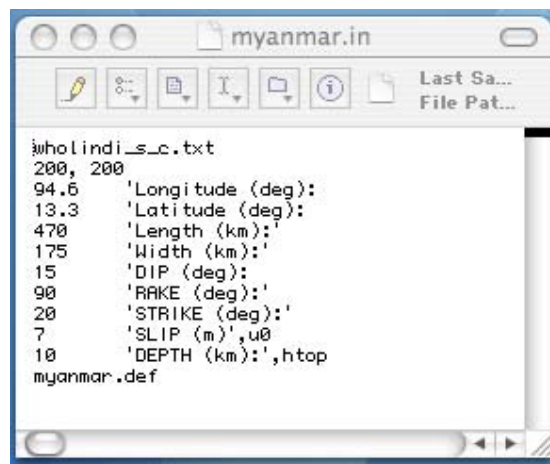 myanmar.in
Last Sa...
File Pat...
wholindi_s_c.txt
200, 200
94.6 'Longitude (deg):
13.3 'Latitude (deg):
470 'Length (km):'
175 'Width (km):'
15 'DIP (deg):
90 'RAKE (deg):'
20 'STRIKE (deg):'
7 'SLIP (m)',u0
10 'DEPTH (km):',htop
myanmar.def